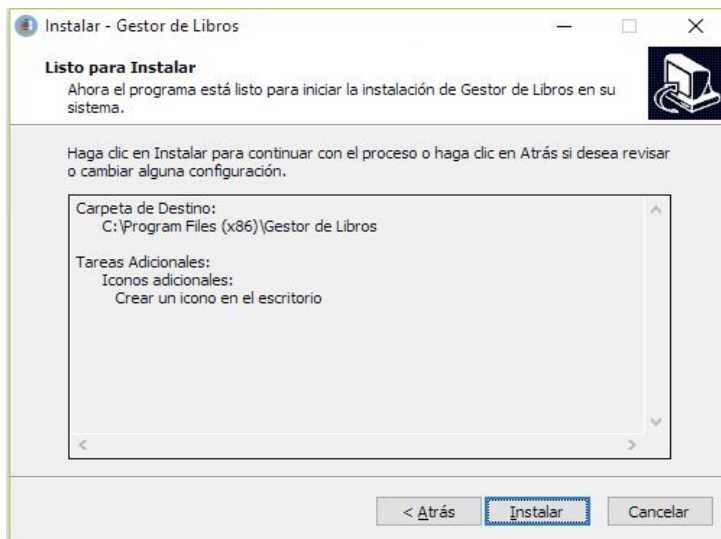 Instalar - Gestor de Libros
Listo para Instalar
Ahora el programa está listo para iniciar la instalación de Gestor de Libros en su
sistema.
Haga clic en Instalar para continuar con el proceso o haga clic en Atrás si desea revisar
o cambiar alguna configuración.
Carpeta de Destino:
C:\Program Files (x86)\Gestor de Libros
Tareas Adicionales:
Iconos adicionales:
Crear un icono en el escritorio
< Atrás Instalar Cancelar